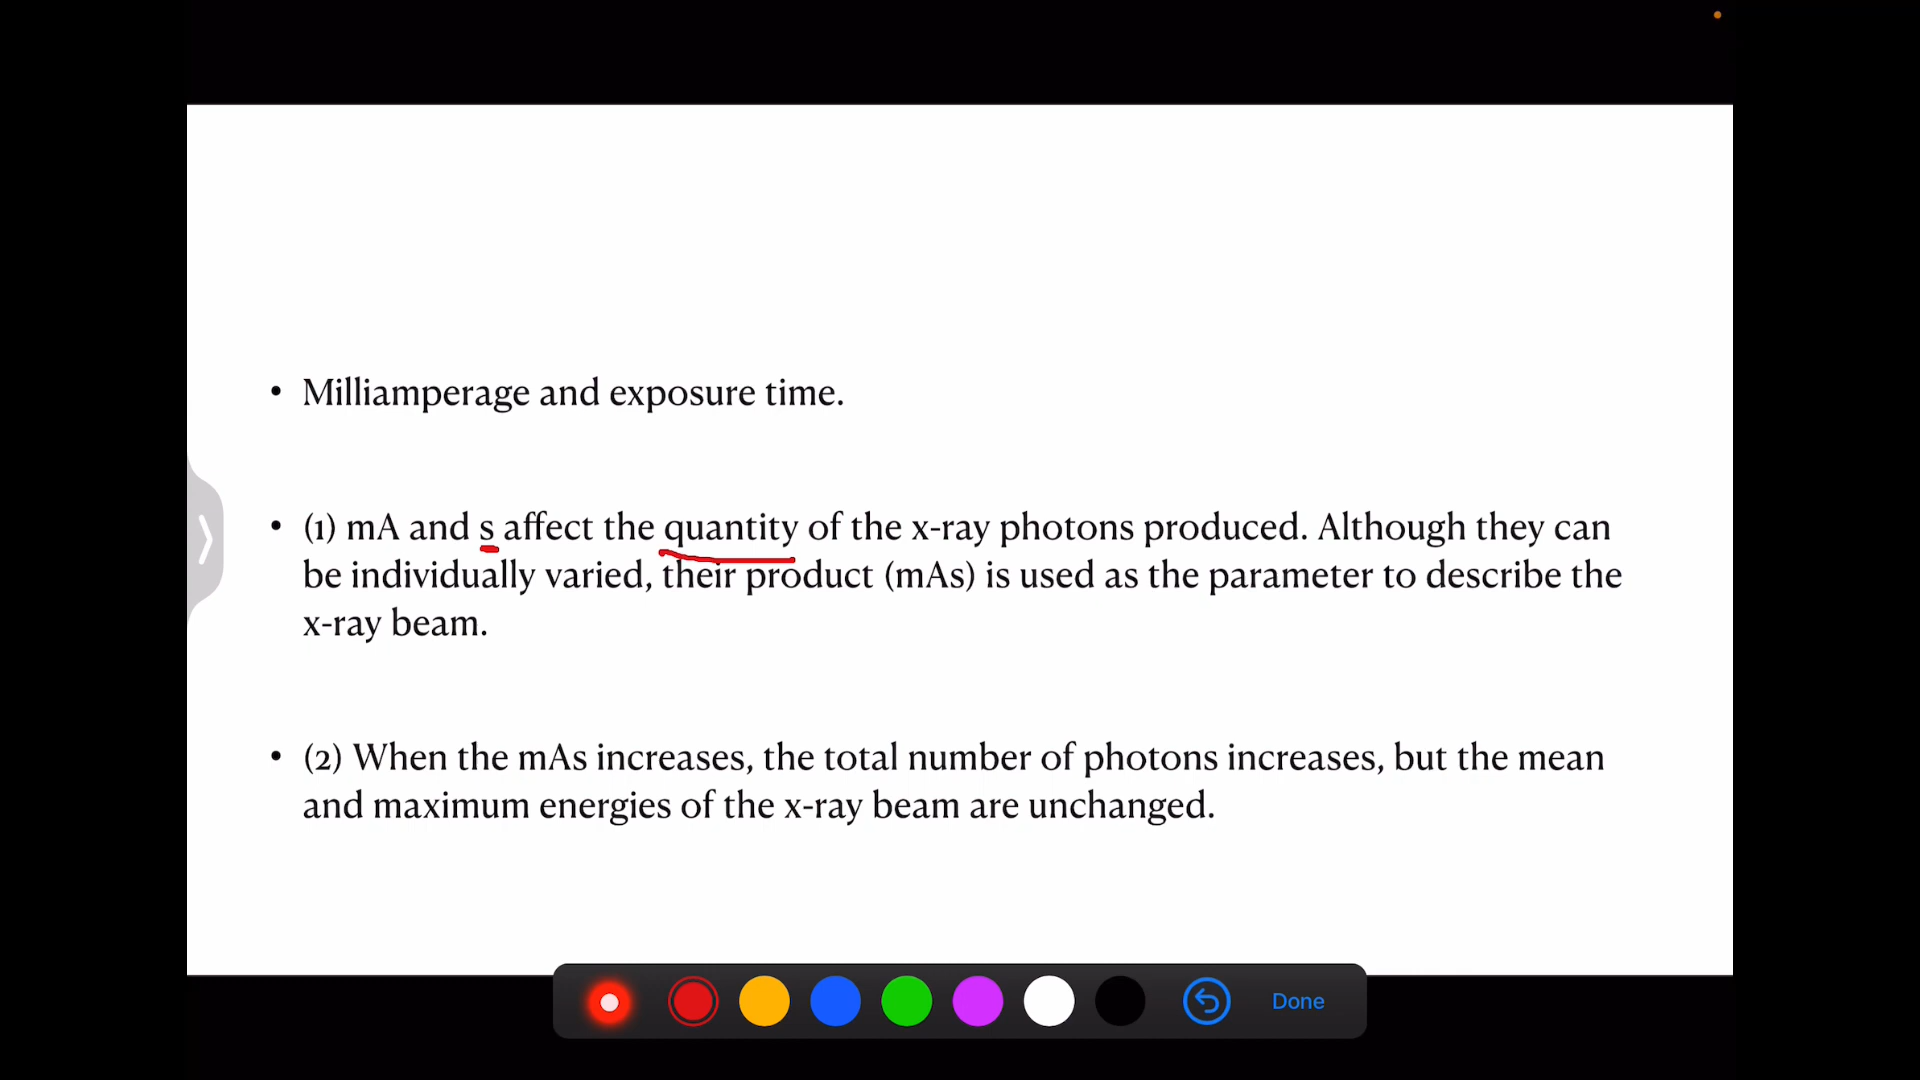 • Milliamperage and exposure time.
• (1) mA and s affect the quantity of the x-ray photons produced. Although they can
be individually varied, their product (mAs) is used as the parameter to describe the
x-ray beam.
• (2) When the mAs increases, the total number of photons increases, but the mean
and maximum energies of the x-ray beam are unchanged.
Done